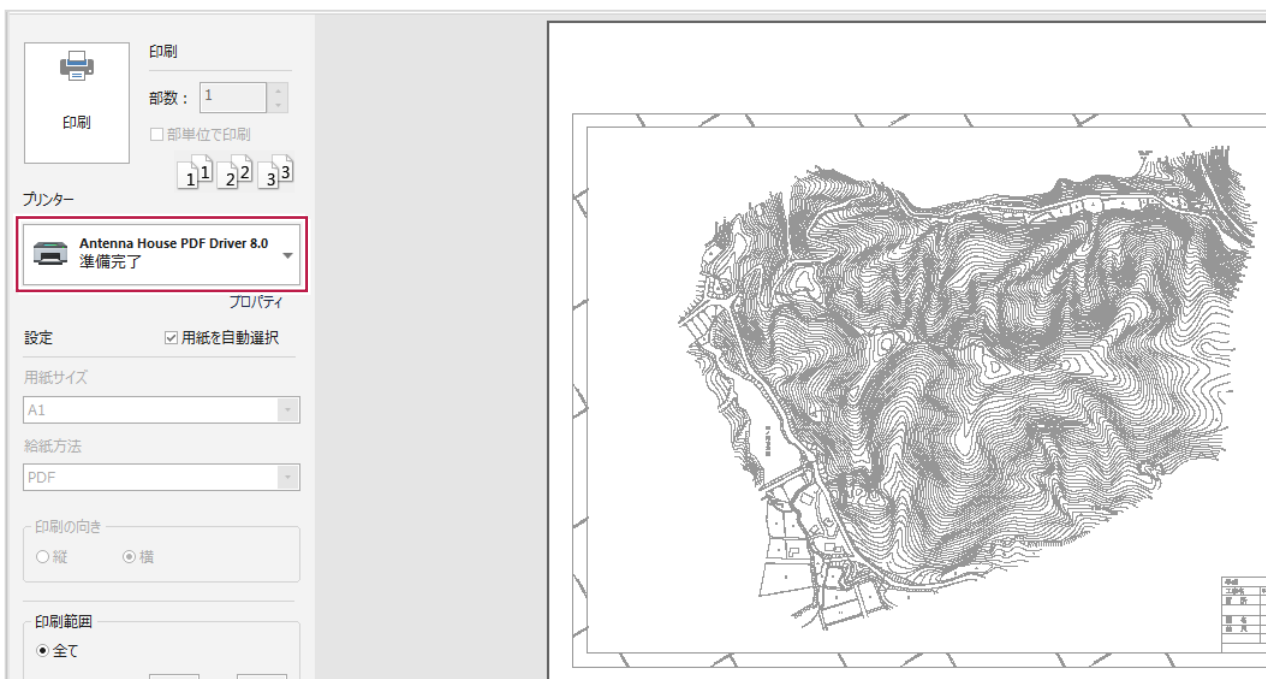 印刷
部数： 1
印刷
部単位で印刷
1 1 2 2 3 3
プリンター
Antenna House PDF Driver 8.0
準備完了
プロパティ
設定
用紙を自動選択
用紙サイズ
A1
給紙方法
PDF
印刷の向き
縦
横
印刷範囲
全て